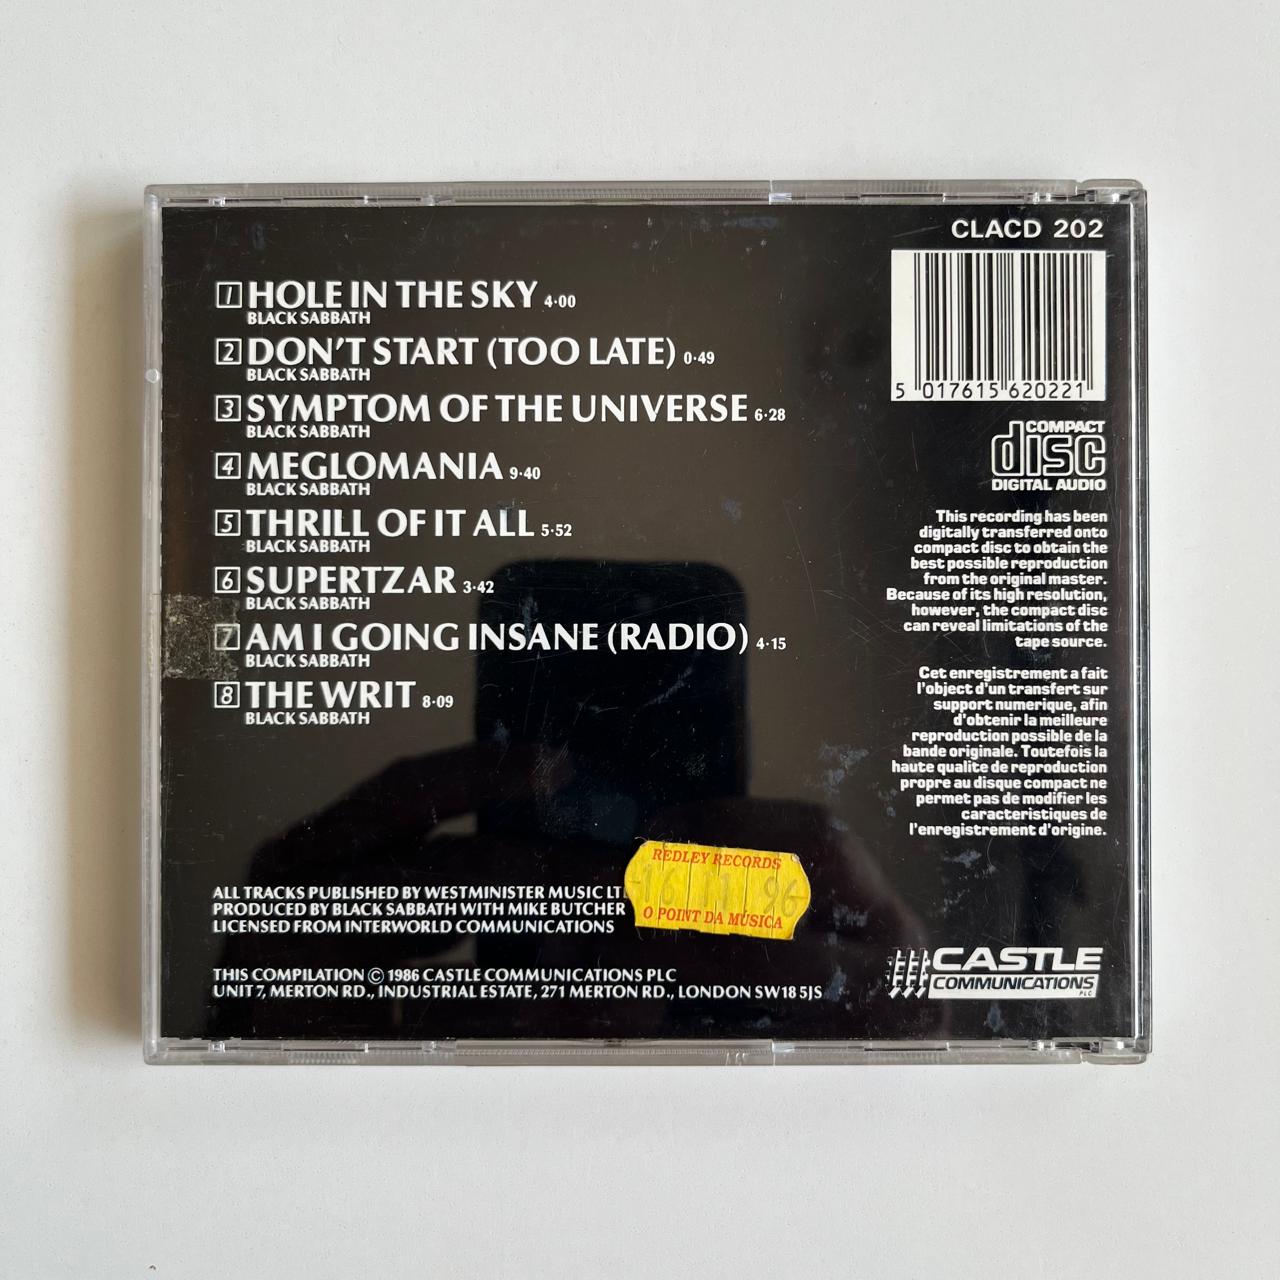 CLACD 202
5 017615 620221
1 HOLE IN THE SKY 4·00
BLACK SABBATH
2 DON'T START (TOO LATE) 0·49
BLACK SABBATH
3 SYMPTOM OF THE UNIVERSE 6·28
BLACK SABBATH
4 MEGLOMANIA 9·40
BLACK SABBATH
5 THRILL OF IT ALL 5·52
BLACK SABBATH
6 SUPERTZAR 3·42
BLACK SABBATH
7 AM I GOING INSANE (RADIO) 4·15
BLACK SABBATH
8 THE WRIT 8·09
BLACK SABBATH
COMPACT
disc
DIGITAL AUDIO
This recording has been
digitally transferred onto
compact disc to obtain the
best possible reproduction
from the original master.
Because of its high resolution,
however, the compact disc
can reveal limitations of the
tape source.
Cet enregistrement a fait
l'object d'un transfert sur
support numerique, afin
d'obtenir la meilleure
reproduction possible de la
bande originale. Toutefois la
haute qualite de reproduction
propre au disque compact ne
permet pas de modifier les
caracteristiques de
l'enregistrement d'origine.
REDLEY RECORDS
16 11 96
O POINT DA MÚSICA
ALL TRACKS PUBLISHED BY WESTMINISTER MUSIC
PRODUCED BY BLACK SABBATH WITH MIKE BUTCHER
LICENSED FROM INTERWORLD COMMUNICATIONS
THIS COMPILATION © 1986 CASTLE COMMUNICATIONS PLC
UNIT 7, MERTON RD., INDUSTRIAL ESTATE, 271 MERTON RD., LONDON SW18 5JS
CASTLE
COMMUNICATIONS
PLC